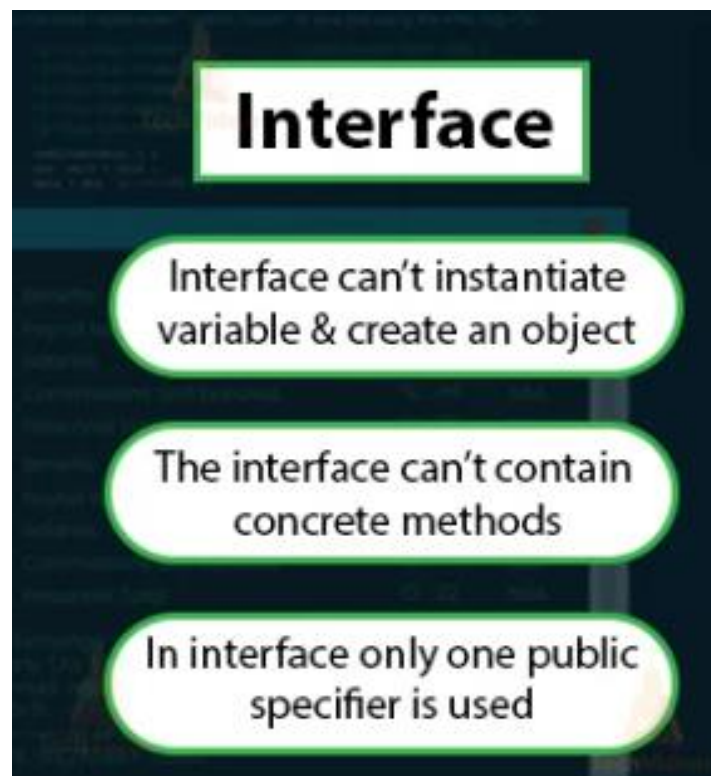 Interface
Interface can't instantiate
variable & create an object
The interface can't contain
concrete methods
In interface only one public
specifier is used